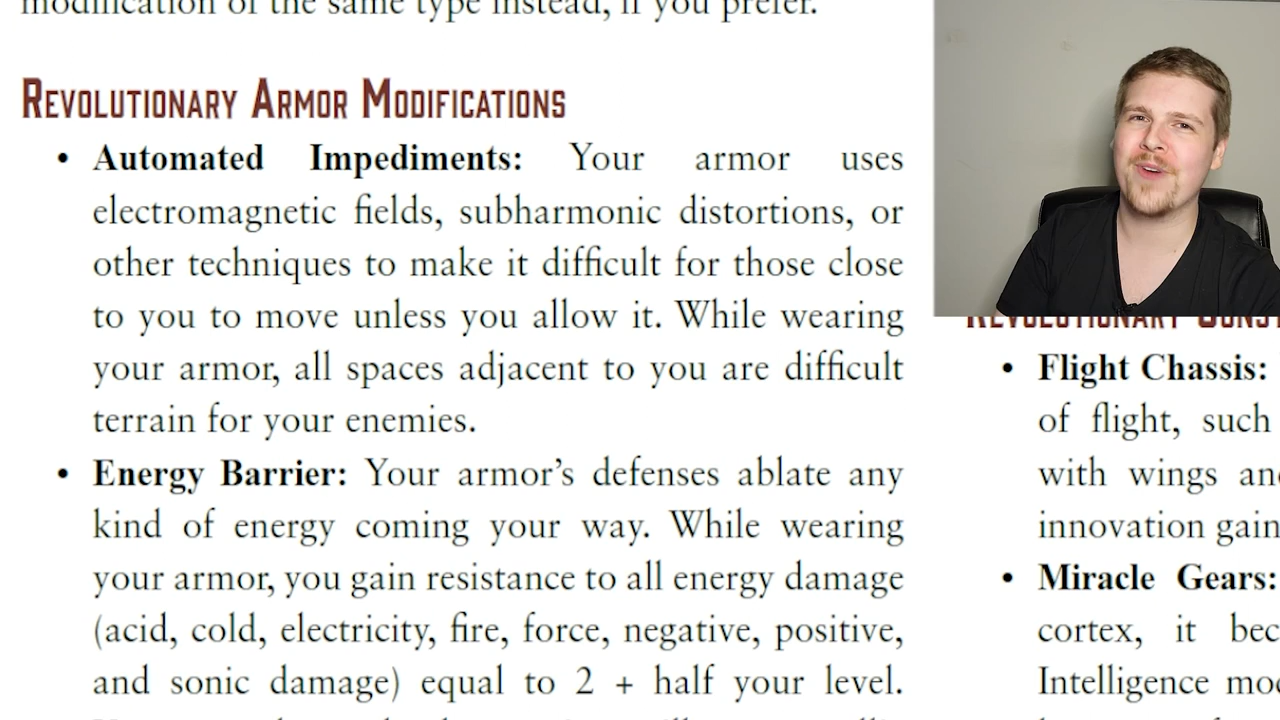 modification of the same type instead, if you prefer.
REVOLUTIONARY ARMOR MODIFICATIONS
• Automated Impediments: Your armor uses
electromagnetic fields, subharmonic distortions, or
other techniques to make it difficult for those close
to you to move unless you allow it. While wearing
your armor, all spaces adjacent to you are difficult
terrain for your enemies.
• Energy Barrier: Your armor’s defenses ablate any
kind of energy coming your way. While wearing
your armor, you gain resistance to all energy damage
(acid, cold, electricity, fire, force, negative, positive,
and sonic damage) equal to 2 + half your level.
REVOLUTIONARY
• Flight Chassis:
of flight, such
with wings
innovation
• Miracle Gears:
cortex, it
Intelligence